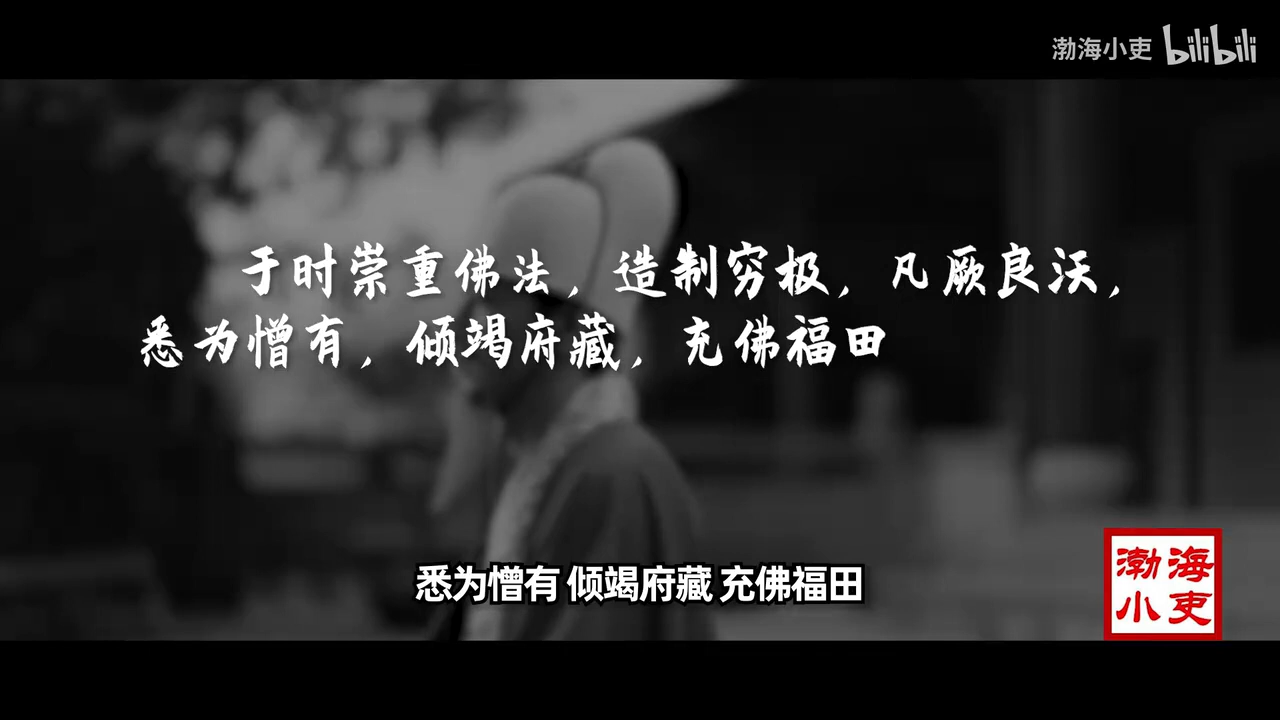 渤海小吏 bilibili
于时崇重佛法，造制穷极，凡厥良沃，
悉为憎有，倾竭府藏，充佛福田
悉为憎有 倾竭府藏 充佛福田
渤海
小吏